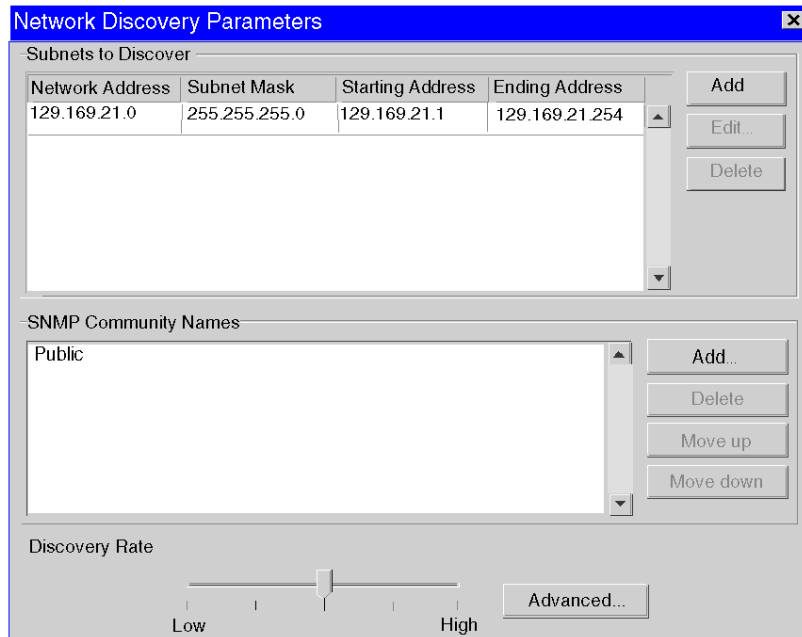 Network Discovery Parameters
Subnets to Discover
Network Address Subnet Mask Starting Address Ending Address
129.169.21.0 255.255.255.0 129.169.21.1 129.169.21.254
Add
Edit...
Delete
SNMP Community Names
Public
Add...
Delete
Move up
Move down
Discovery Rate
Low High
Advanced...